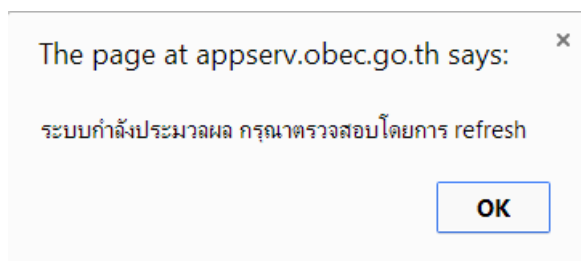 The page at appserv.obec.go.th says:
ระบบกำลังประมวลผล กรุณาตรวจสอบโดยการ refresh
OK